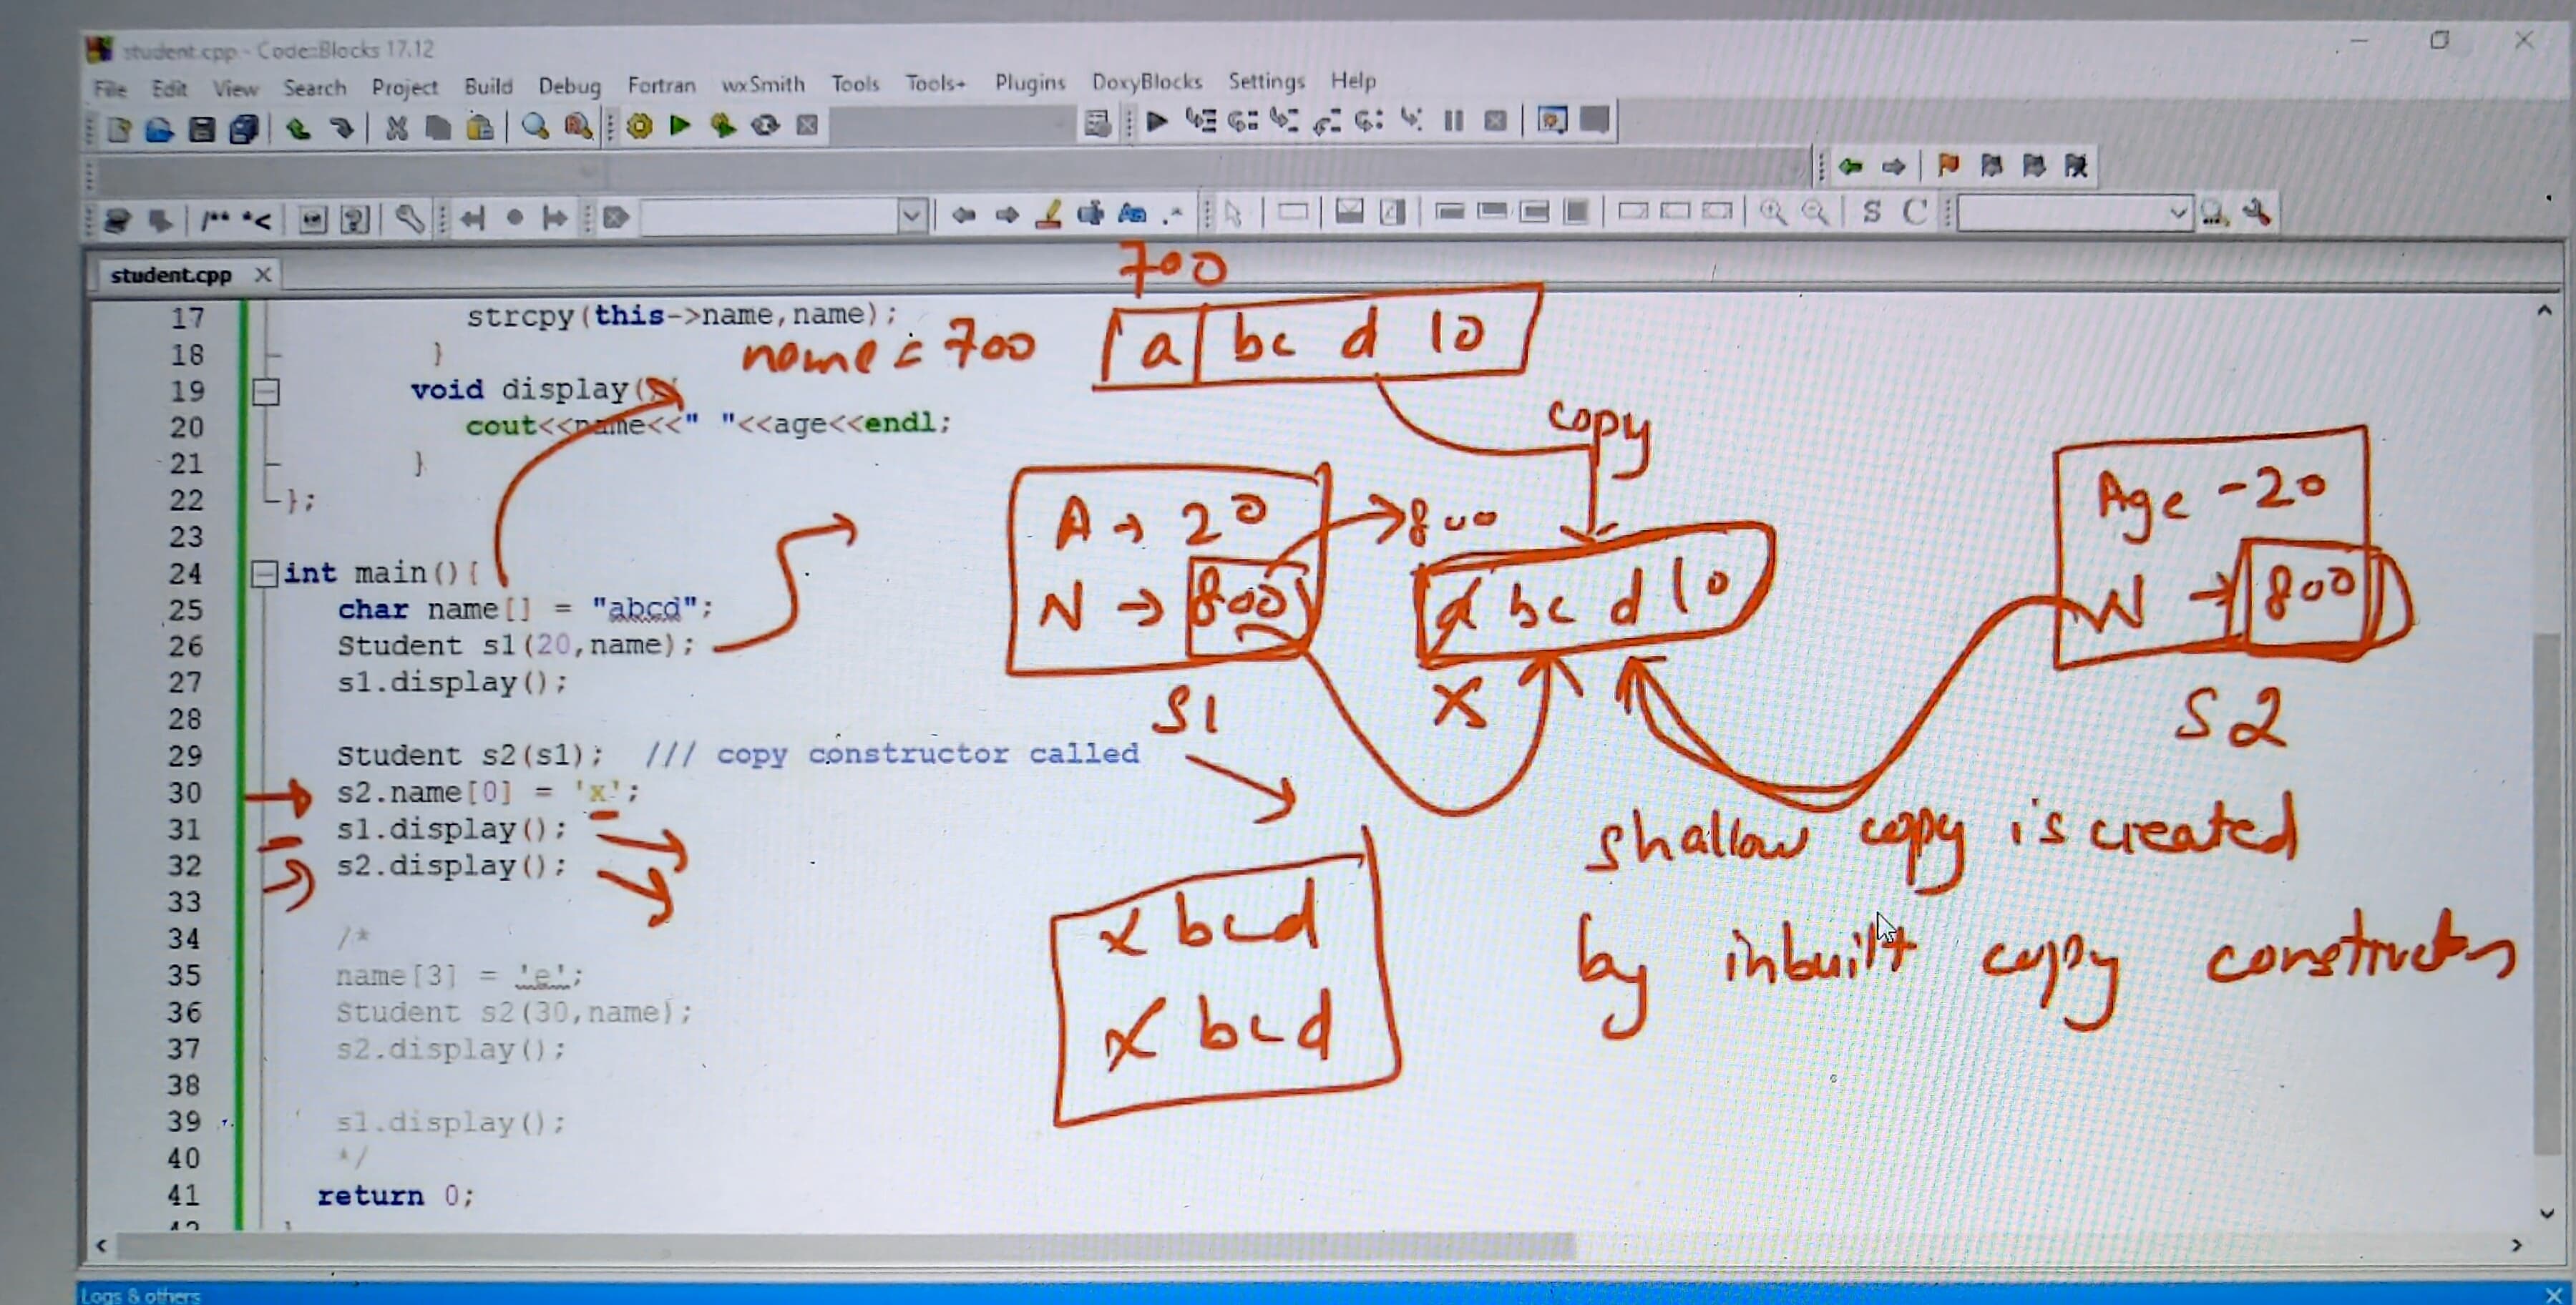 student.cpp - Code::Blocks 17.12
File Edit View Search Project Build Debug Fortran wxSmith Tools Tools+ Plugins DoxyBlocks Settings Help
/** *<
S C
student.cpp
700
17 strcpy(this->name,name);
18 }
name = 700
a bc d \0
19 void display(
20 cout<<name<<" "<<age<<endl;
21 }
22 };
23
24 int main(){
25 char name[] = "abcd";
26 Student s1(20,name);
27 s1.display();
28
29 Student s2(s1); /// copy constructor called
30 s2.name[0] = 'x';
31 s1.display();
32 s2.display();
33
34 /*
35 name[3] = 'e';
36 Student s2(30,name);
37 s2.display();
38
39 s1.display();
40 */
41 return 0;
42 }
copy
A → 20
N → 800
S1
800
a bc d \0
X
Age - 20
N → 800
S2
shallow copy is created
by inbuilt copy constructor
x bcd
x bcd
Logs & others